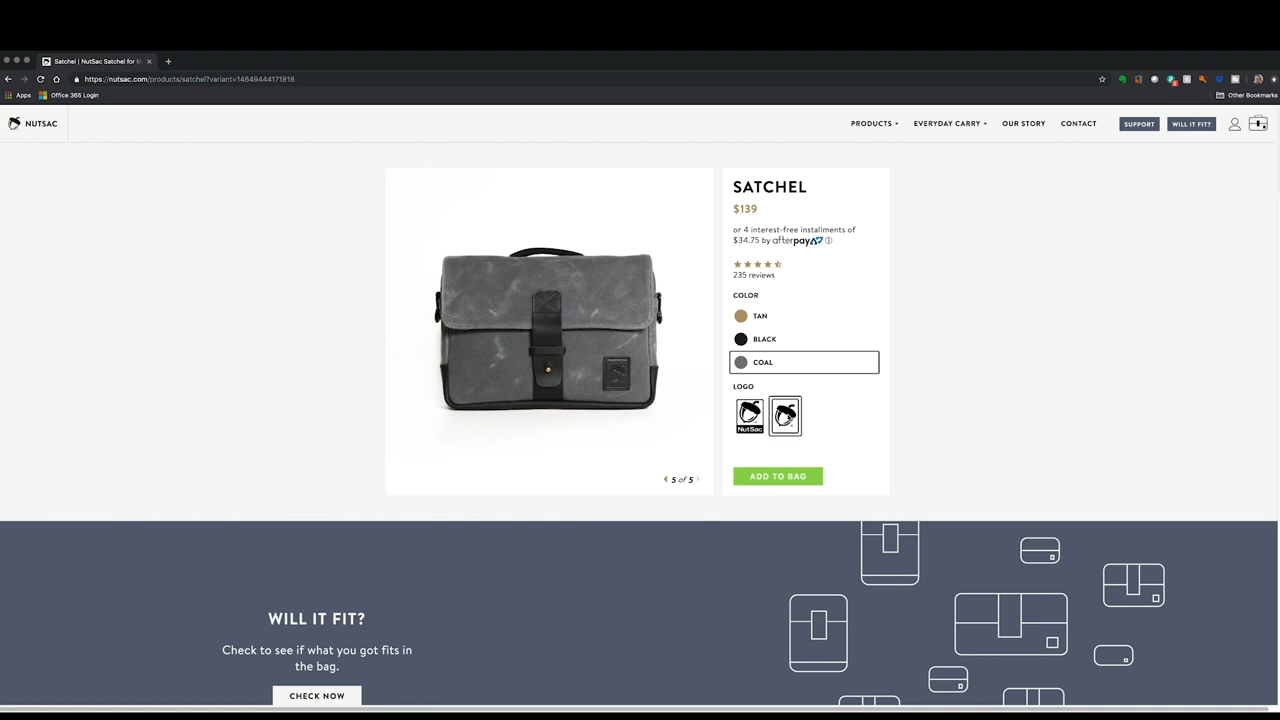 Satchel | NutSac Satchel for M
https://nutsac.com/products/satchel?variant=14649444171818
Apps
Office 365 Login
Other Bookmarks
NUTSAC
PRODUCTS
EVERYDAY CARRY
OUR STORY
CONTACT
SUPPORT
WILL IT FIT?
SATCHEL
$139
or 4 interest-free installments of
$34.75 by afterpay
235 reviews
COLOR
TAN
BLACK
COAL
LOGO
NutSac
5 of 5
ADD TO BAG
WILL IT FIT?
Check to see if what you got fits in
the bag.
CHECK NOW